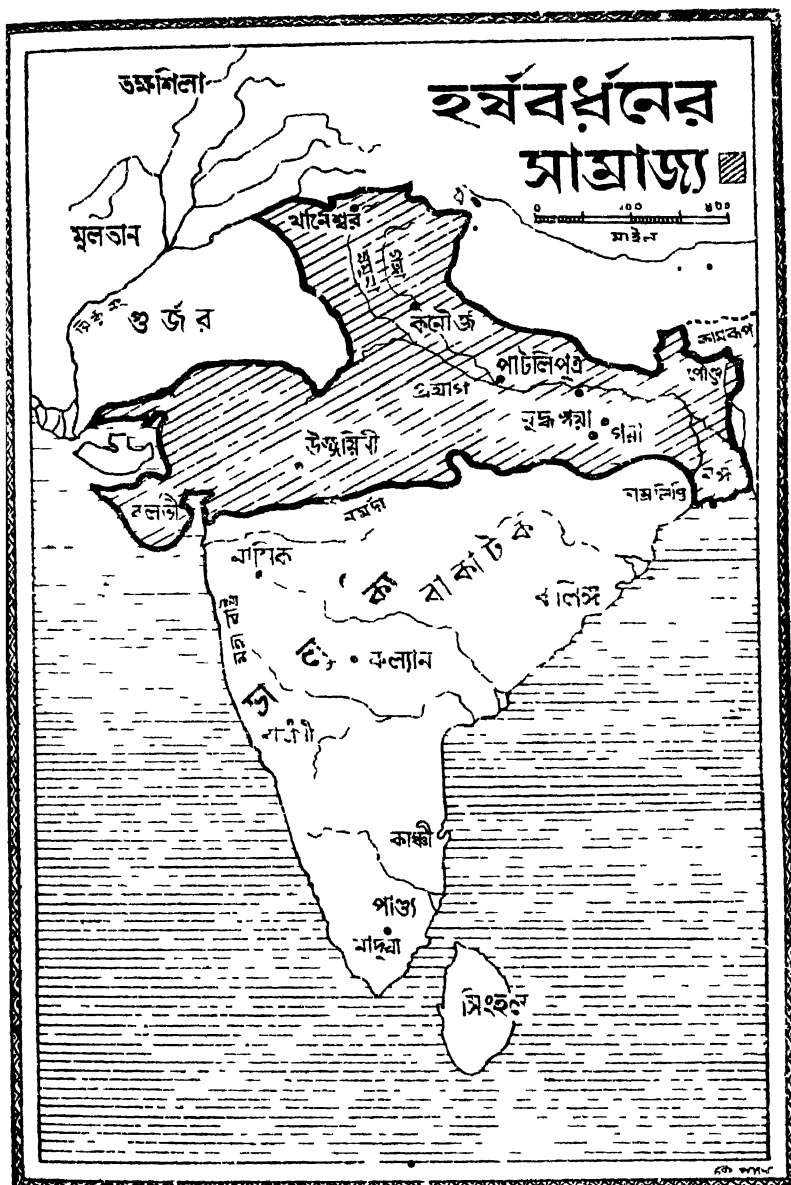 তক্ষশিলা
হর্ষবর্ধনের
সাম্রাজ্য
মাইল
থানেশ্বর
মুলতান
গুর্জর
কনৌজ
কামরূপ
পাটলিপুত্র
প্রয়াগ
বুদ্ধগয়া
গয়া
উজ্জয়িনী
বলভী
নর্মদা
নাসিক
বাকাটক
কলিঙ্গ
কল্যান
কাঞ্চী
পাণ্ড্য
মাদুরা
সিংহল